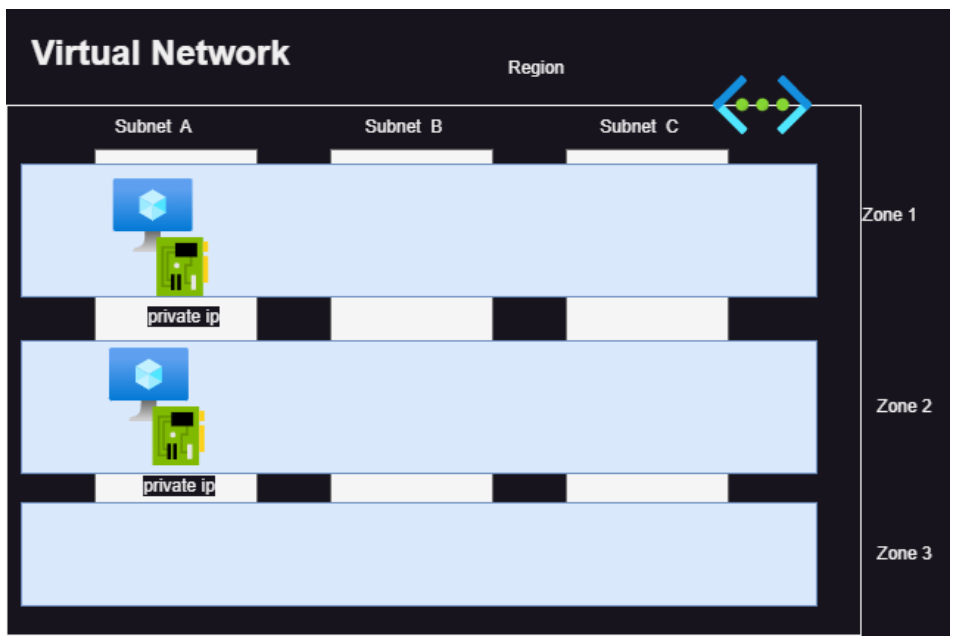 Virtual Network
Region
Subnet A
Subnet B
Subnet C
Zone 1
private ip
Zone 2
private ip
Zone 3